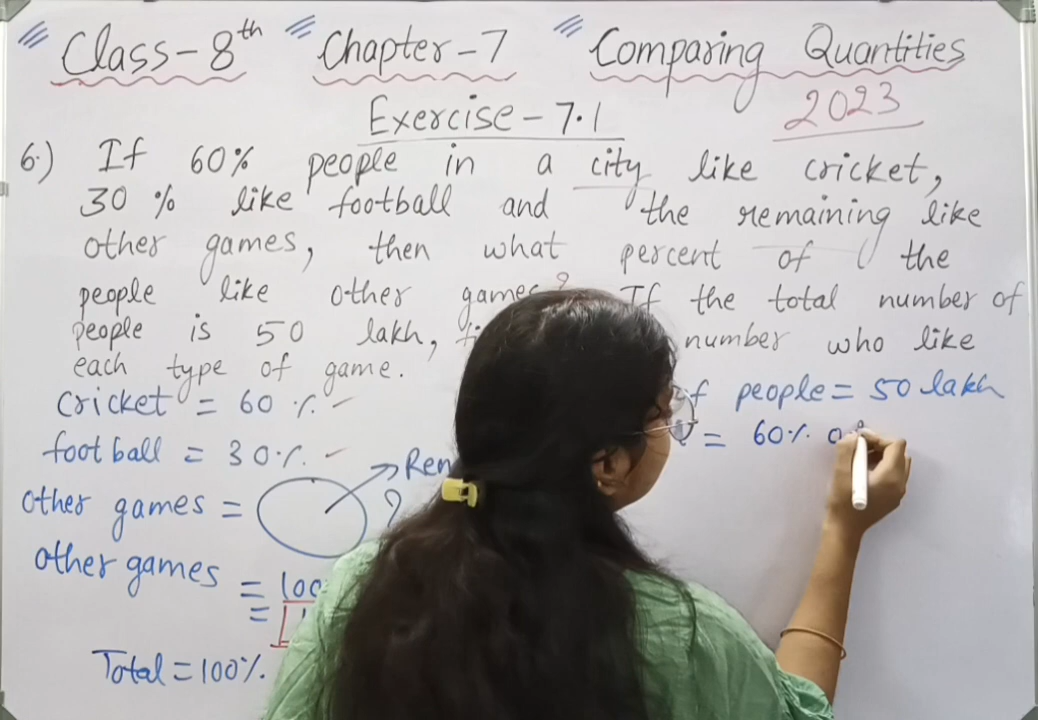 Class-8th Chapter-7 Comparing Quantities
2023
Exercise-7.1
6.) If 60% people in a city like cricket,
30% like football and the remaining like
other games, then what percent of the
people like other games? If the total number of
people is 50 lakh, number who like
each type of game.
Cricket = 60%
football = 30%
other games = ?
other games = 100
=
Total = 100%
of people = 50 lakh
= 60% of